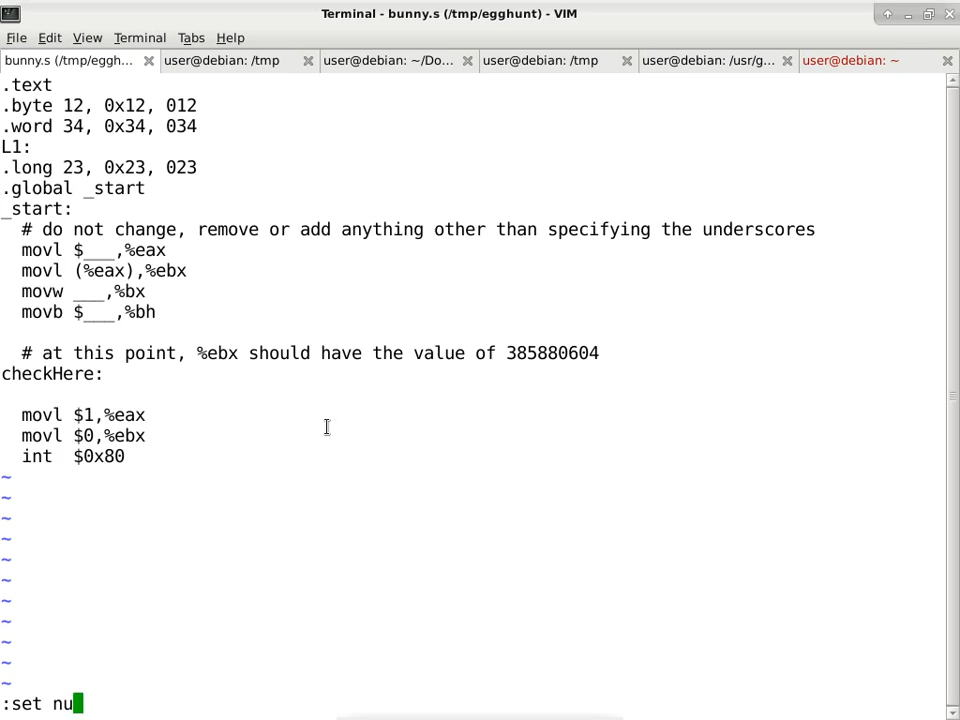 Terminal - bunny.s (/tmp/egghunt) - VIM
File Edit View Terminal Tabs Help
bunny.s (/tmp/eggh... user@debian: /tmp user@debian: ~/Do... user@debian: /tmp user@debian: /usr/g... user@debian: ~
.text
.byte 12, 0x12, 012
.word 34, 0x34, 034
L1:
.long 23, 0x23, 023
.global _start
_start:
  # do not change, remove or add anything other than specifying the underscores
  movl $___,%eax
  movl (%eax),%ebx
  movw ___,%bx
  movb $___,%bh
  # at this point, %ebx should have the value of 385880604
checkHere:
  movl $1,%eax
  movl $0,%ebx
  int  $0x80
~
~
~
~
~
~
~
~
~
~
~
:set nu